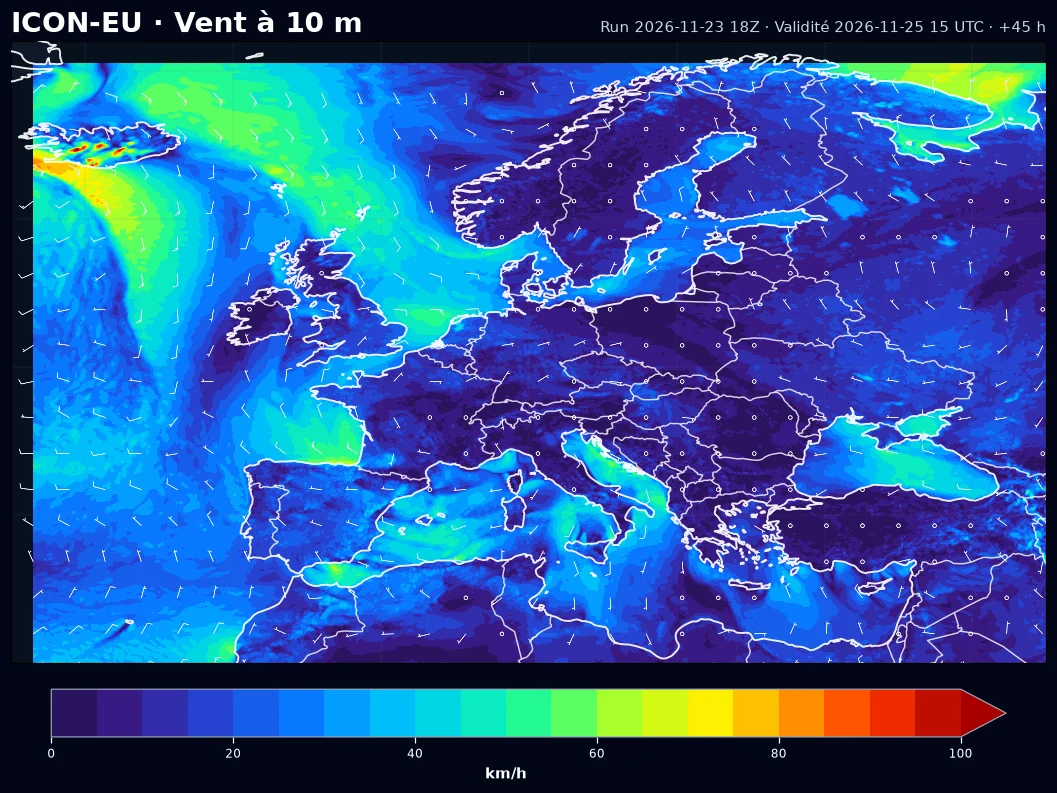 ICON-EU · Vent à 10 m
Run 2026-11-23 18Z · Validité 2026-11-25 15 UTC · +45 h
0 20 40 60 80 100
km/h